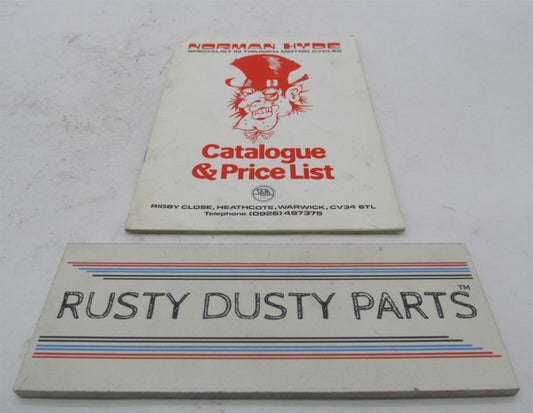 NORMAN HYDE
SPECIALIST IN TRIUMPH MOTOR CYCLES
Catalogue
& Price List
RIGBY CLOSE, HEATHCOTE, WARWICK, CV34 6TL
Telephone (0926) 497375
RUSTY DUSTY PARTS™